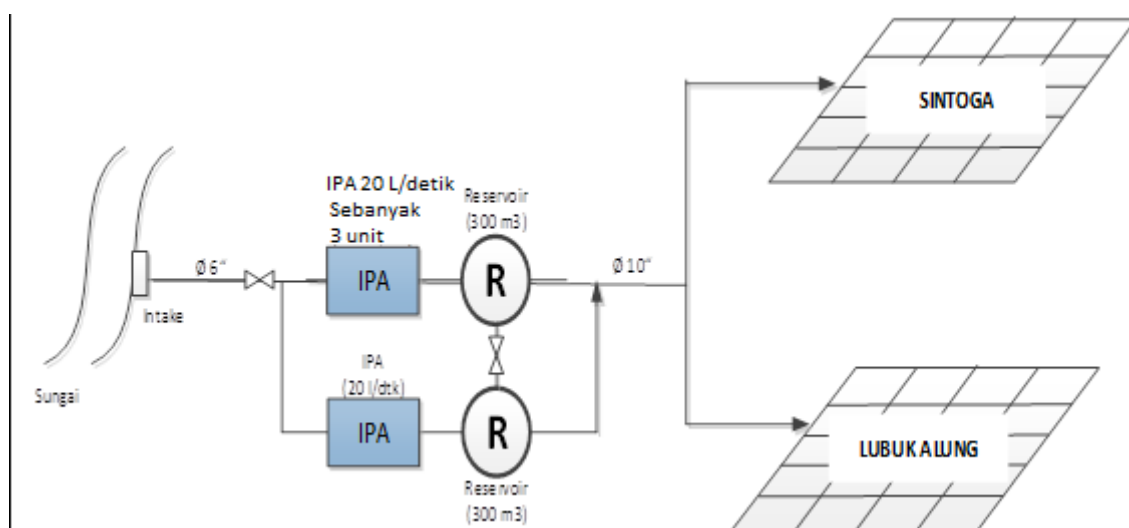 SINTOGA
IPA 20 L/detik
Sebanyak
3 unit
Reservoir
(300 m3)
Ø 6"
IPA
R
Ø 10"
Intake
Sungai
IPA
(20 l/dtk)
IPA
R
Reservoir
(300 m3)
LUBUK ALUNG